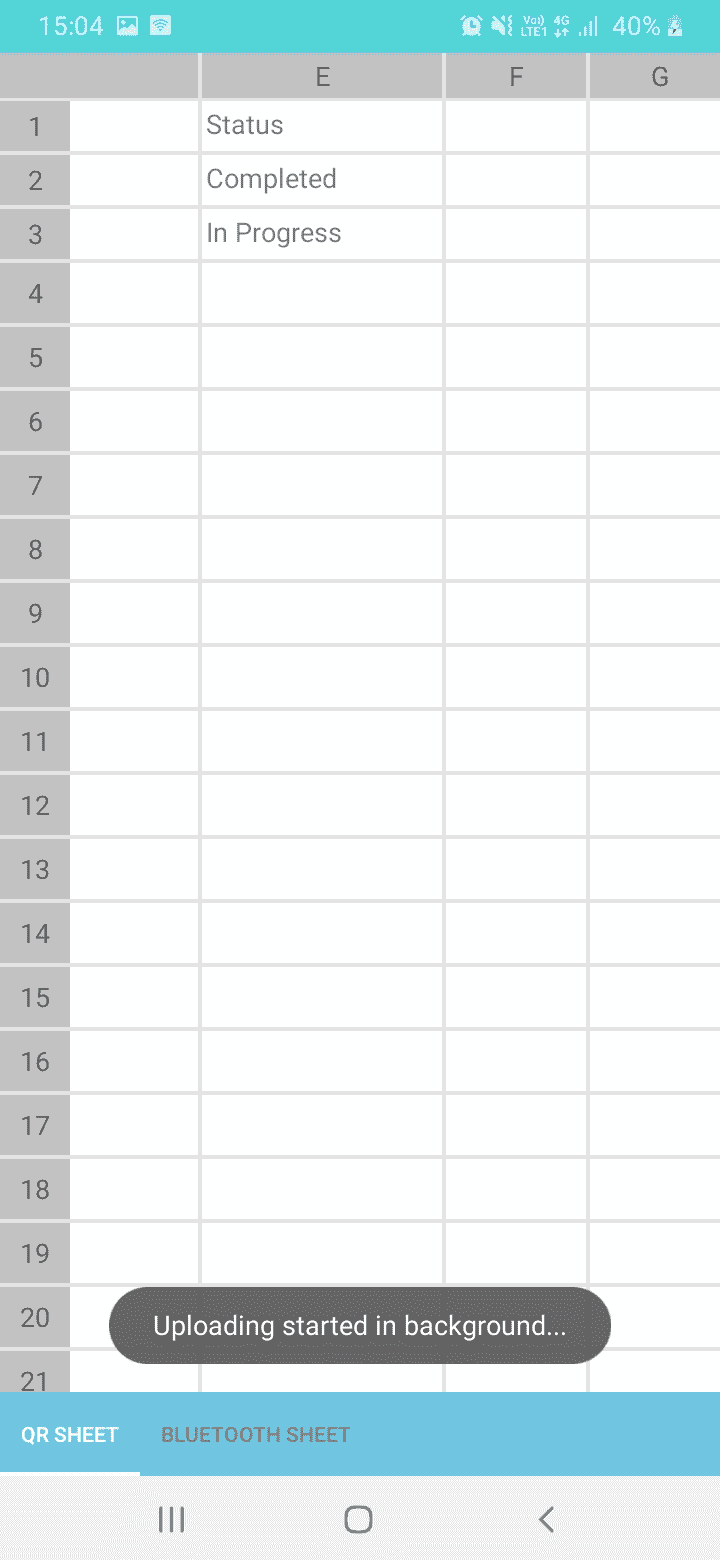 15:04 Vo) LTE1 4G 40%
E F G
1 Status
2 Completed
3 In Progress
4
5
6
7
8
9
10
11
12
13
14
15
16
17
18
19
20
Uploading started in background...
21
QR SHEET BLUETOOTH SHEET